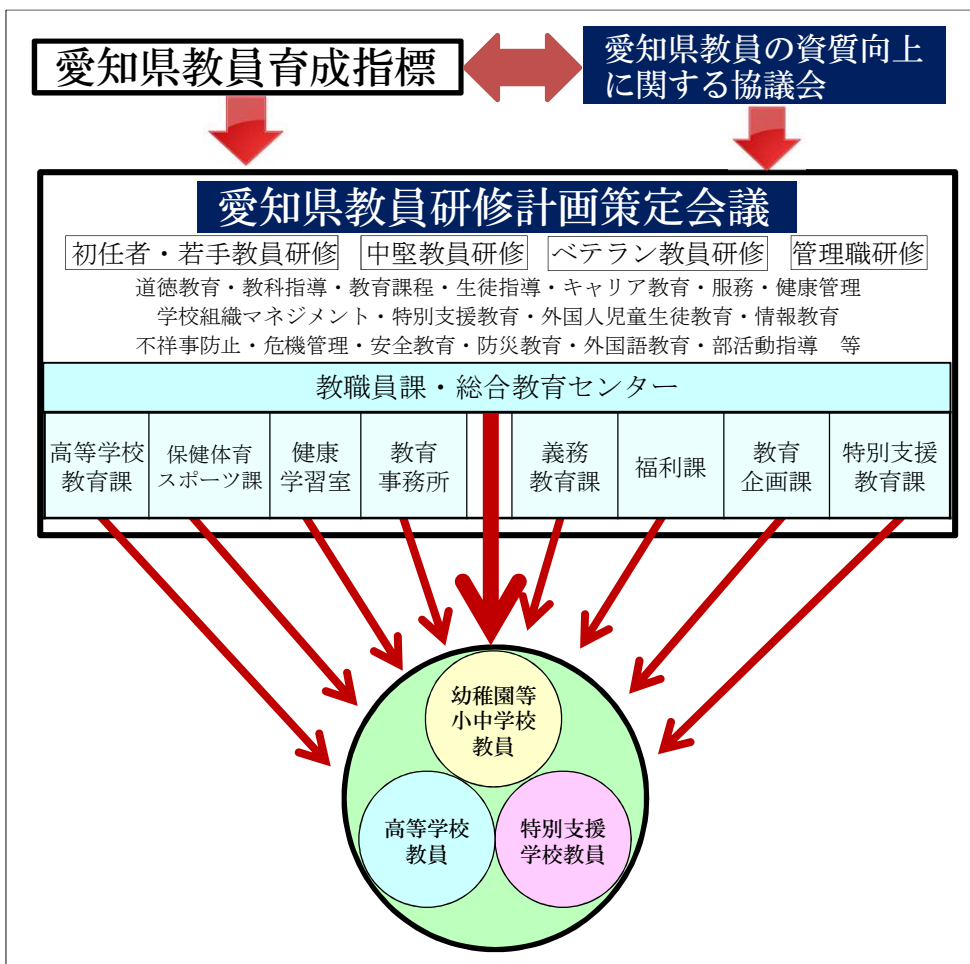 愛知県教員育成指標
愛知県教員の資質向上
に関する協議会
愛知県教員研修計画策定会議
初任者・若手教員研修 中堅教員研修 ベテラン教員研修 管理職研修
道徳教育・教科指導・教育課程・生徒指導・キャリア教育・服務・健康管理
学校組織マネジメント・特別支援教育・外国人児童生徒教育・情報教育
不祥事防止・危機管理・安全教育・防災教育・外国語教育・部活動指導　等
教職員課・総合教育センター
高等学校
教育課
保健体育
スポーツ課
健康
学習室
教育
事務所
義務
教育課
福利課
教育
企画課
特別支援
教育課
幼稚園等
小中学校
教員
高等学校
教員
特別支援
学校教員